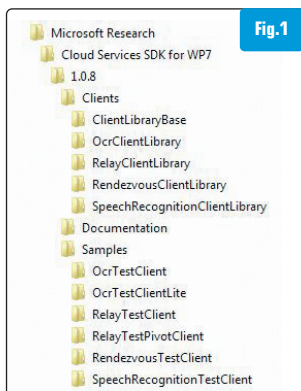 Fig.1
Microsoft Research
Cloud Services SDK for WP7
1.0.8
Clients
ClientLibraryBase
OcrClientLibrary
RelayClientLibrary
RendezvousClientLibrary
SpeechRecognitionClientLibrary
Documentation
Samples
OcrTestClient
OcrTestClientLite
RelayTestClient
RelayTestPivotClient
RendezvousTestClient
SpeechRecognitionTestClient